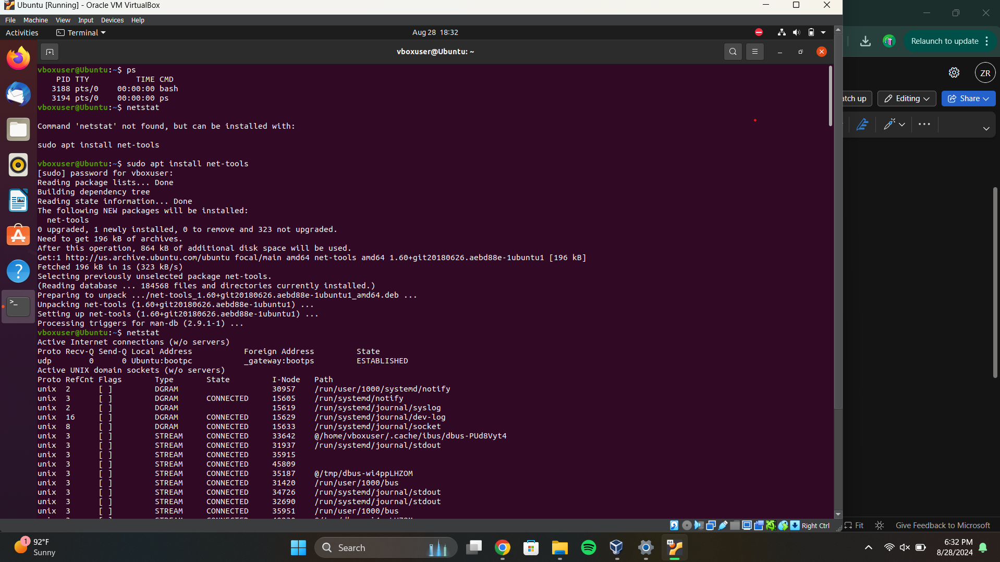 Ubuntu [Running] - Oracle VM VirtualBox
File Machine View Input Devices Help
Activities Terminal Aug 28 18:32
Relaunch to update
vboxuser@Ubuntu: ~
ZR
atch up Editing Share
vboxuser@Ubuntu:~$ ps
PID TTY TIME CMD
3188 pts/0 00:00:00 bash
3194 pts/0 00:00:00 ps
vboxuser@Ubuntu:~$ netstat
Command 'netstat' not found, but can be installed with:
sudo apt install net-tools
vboxuser@Ubuntu:~$ sudo apt install net-tools
[sudo] password for vboxuser:
Reading package lists... Done
Building dependency tree
Reading state information... Done
The following NEW packages will be installed:
net-tools
0 upgraded, 1 newly installed, 0 to remove and 323 not upgraded.
Need to get 196 kB of archives.
After this operation, 864 kB of additional disk space will be used.
Get:1 http://us.archive.ubuntu.com/ubuntu focal/main amd64 net-tools amd64 1.60+git20180626.aebd88e-1ubuntu1 [196 kB]
Fetched 196 kB in 1s (323 kB/s)
Selecting previously unselected package net-tools.
(Reading database ... 184568 files and directories currently installed.)
Preparing to unpack .../net-tools_1.60+git20180626.aebd88e-1ubuntu1_amd64.deb ...
Unpacking net-tools (1.60+git20180626.aebd88e-1ubuntu1) ...
Setting up net-tools (1.60+git20180626.aebd88e-1ubuntu1) ...
Processing triggers for man-db (2.9.1-1) ...
vboxuser@Ubuntu:~$ netstat
Active Internet connections (w/o servers)
Proto Recv-Q Send-Q Local Address Foreign Address State
udp 0 0 Ubuntu:bootpc _gateway:bootps ESTABLISHED
Active UNIX domain sockets (w/o servers)
Proto RefCnt Flags Type State I-Node Path
unix 2 [ ] DGRAM 30957 /run/user/1000/systemd/notify
unix 3 [ ] DGRAM CONNECTED 15605 /run/systemd/notify
unix 2 [ ] DGRAM 15619 /run/systemd/journal/syslog
unix 16 [ ] DGRAM CONNECTED 15629 /run/systemd/journal/dev-log
unix 8 [ ] DGRAM CONNECTED 15633 /run/systemd/journal/socket
unix 3 [ ] STREAM CONNECTED 33642 @/home/vboxuser/.cache/ibus/dbus-PUd8Vyt4
unix 3 [ ] STREAM CONNECTED 31937 /run/systemd/journal/stdout
unix 3 [ ] STREAM CONNECTED 35915
unix 3 [ ] STREAM CONNECTED 45809
unix 3 [ ] STREAM CONNECTED 35187 @/tmp/dbus-wi4ppLHZOM
unix 3 [ ] STREAM CONNECTED 31420 /run/user/1000/bus
unix 3 [ ] STREAM CONNECTED 34726 /run/systemd/journal/stdout
unix 3 [ ] STREAM CONNECTED 32690 /run/systemd/journal/stdout
unix 3 [ ] STREAM CONNECTED 35951 /run/user/1000/bus
Right Ctrl
Fit Give Feedback to Microsoft
1
92°F
Sunny
Search
64
6:32 PM
8/28/2024